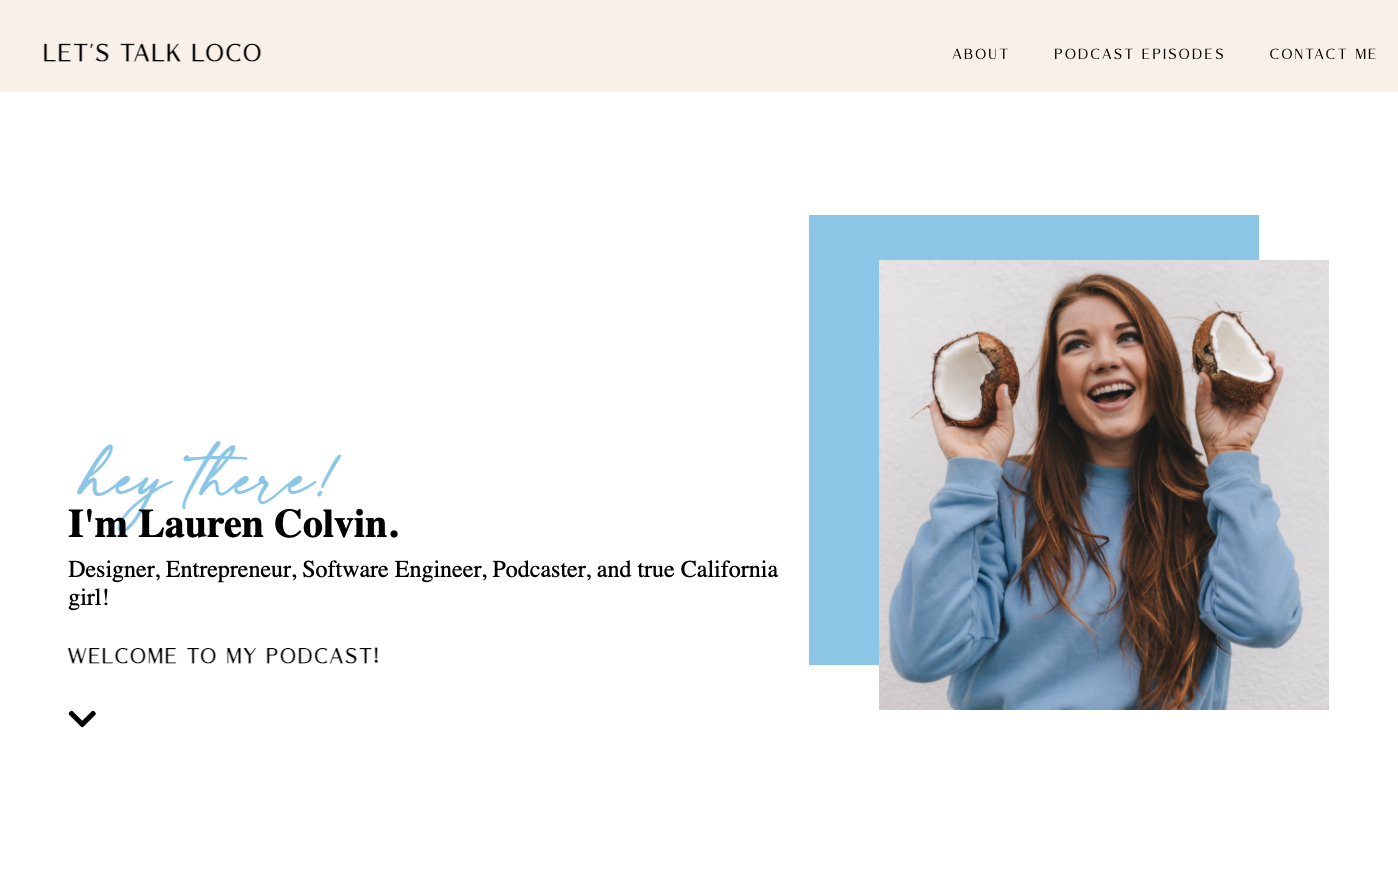 LET'S TALK LOCO
ABOUT PODCAST EPISODES CONTACT ME
hey there!
I'm Lauren Colvin.
Designer, Entrepreneur, Software Engineer, Podcaster, and true California
girl!
WELCOME TO MY PODCAST!